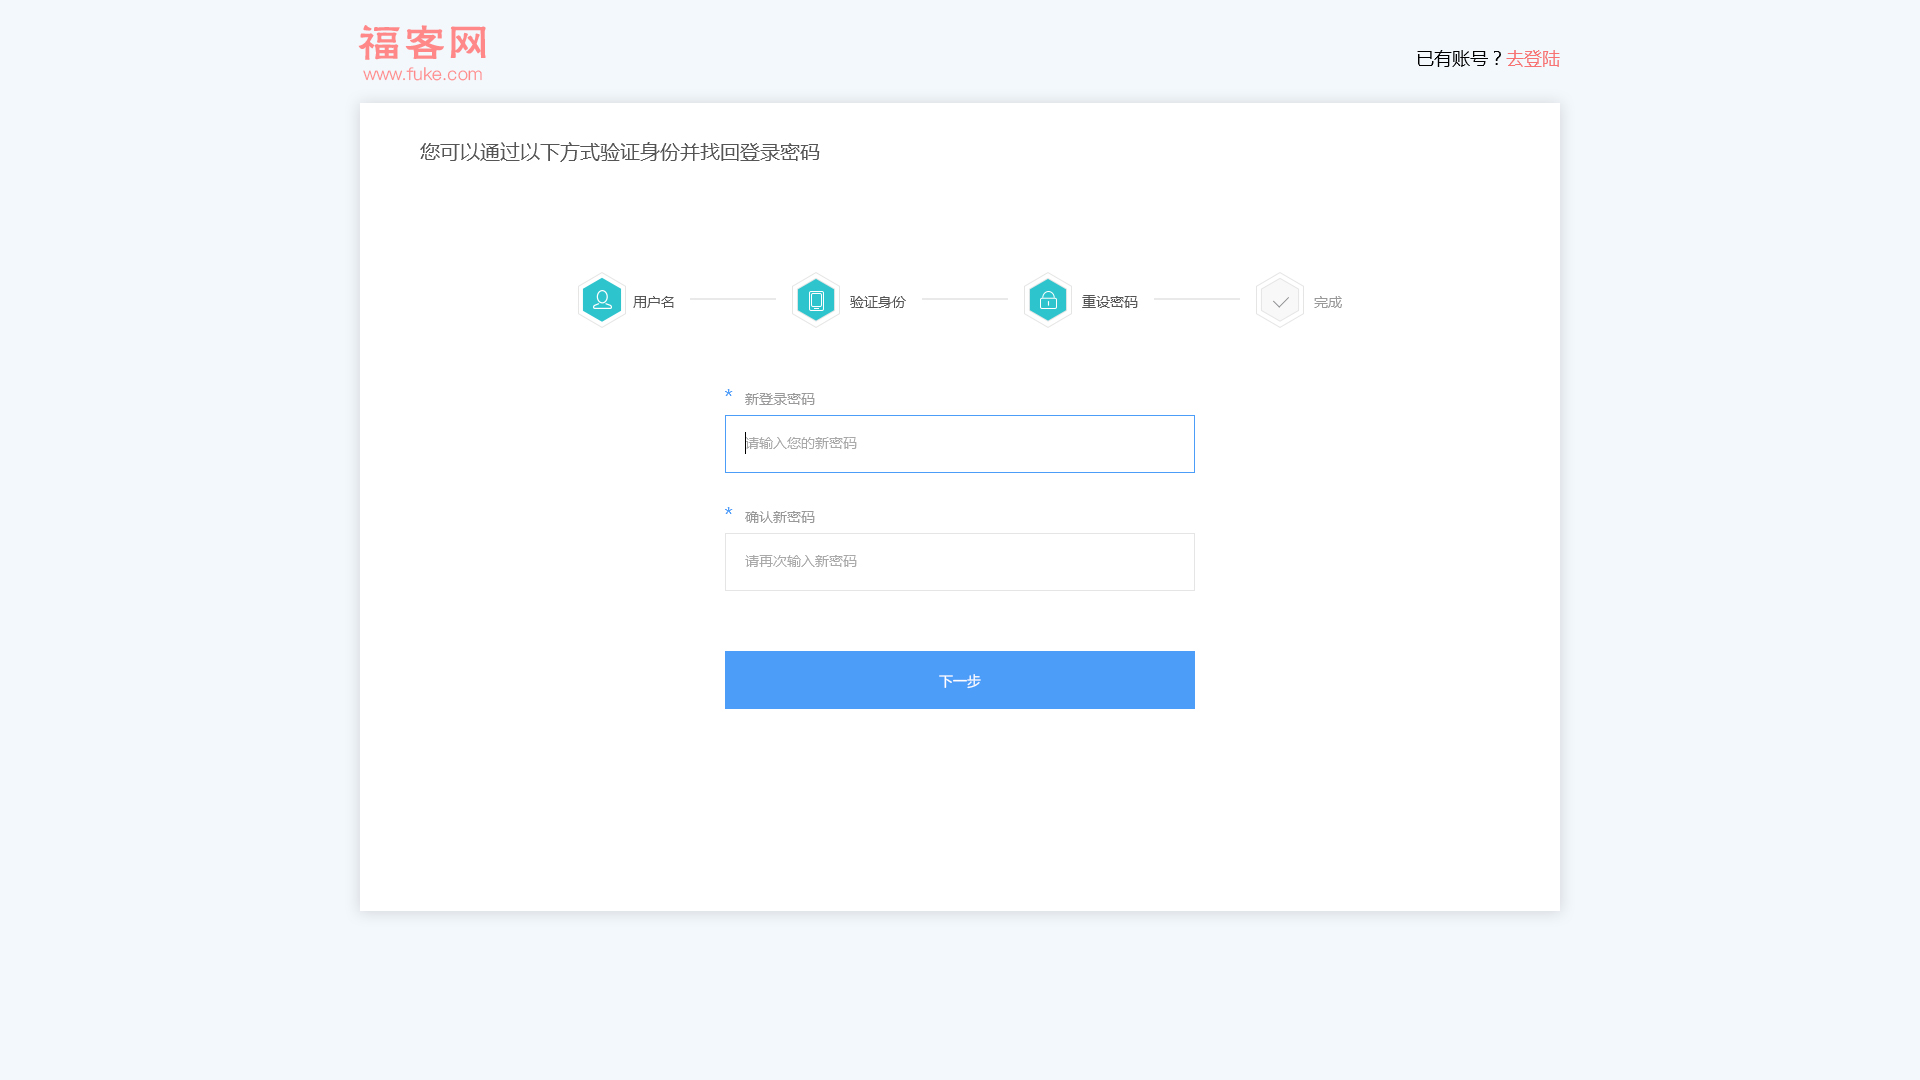 福客网
www.fuke.com
已有账号？去登陆
您可以通过以下方式验证身份并找回登录密码
用户名 验证身份 重设密码 完成
* 新登录密码
请输入您的新密码
* 确认新密码
请再次输入新密码
下一步